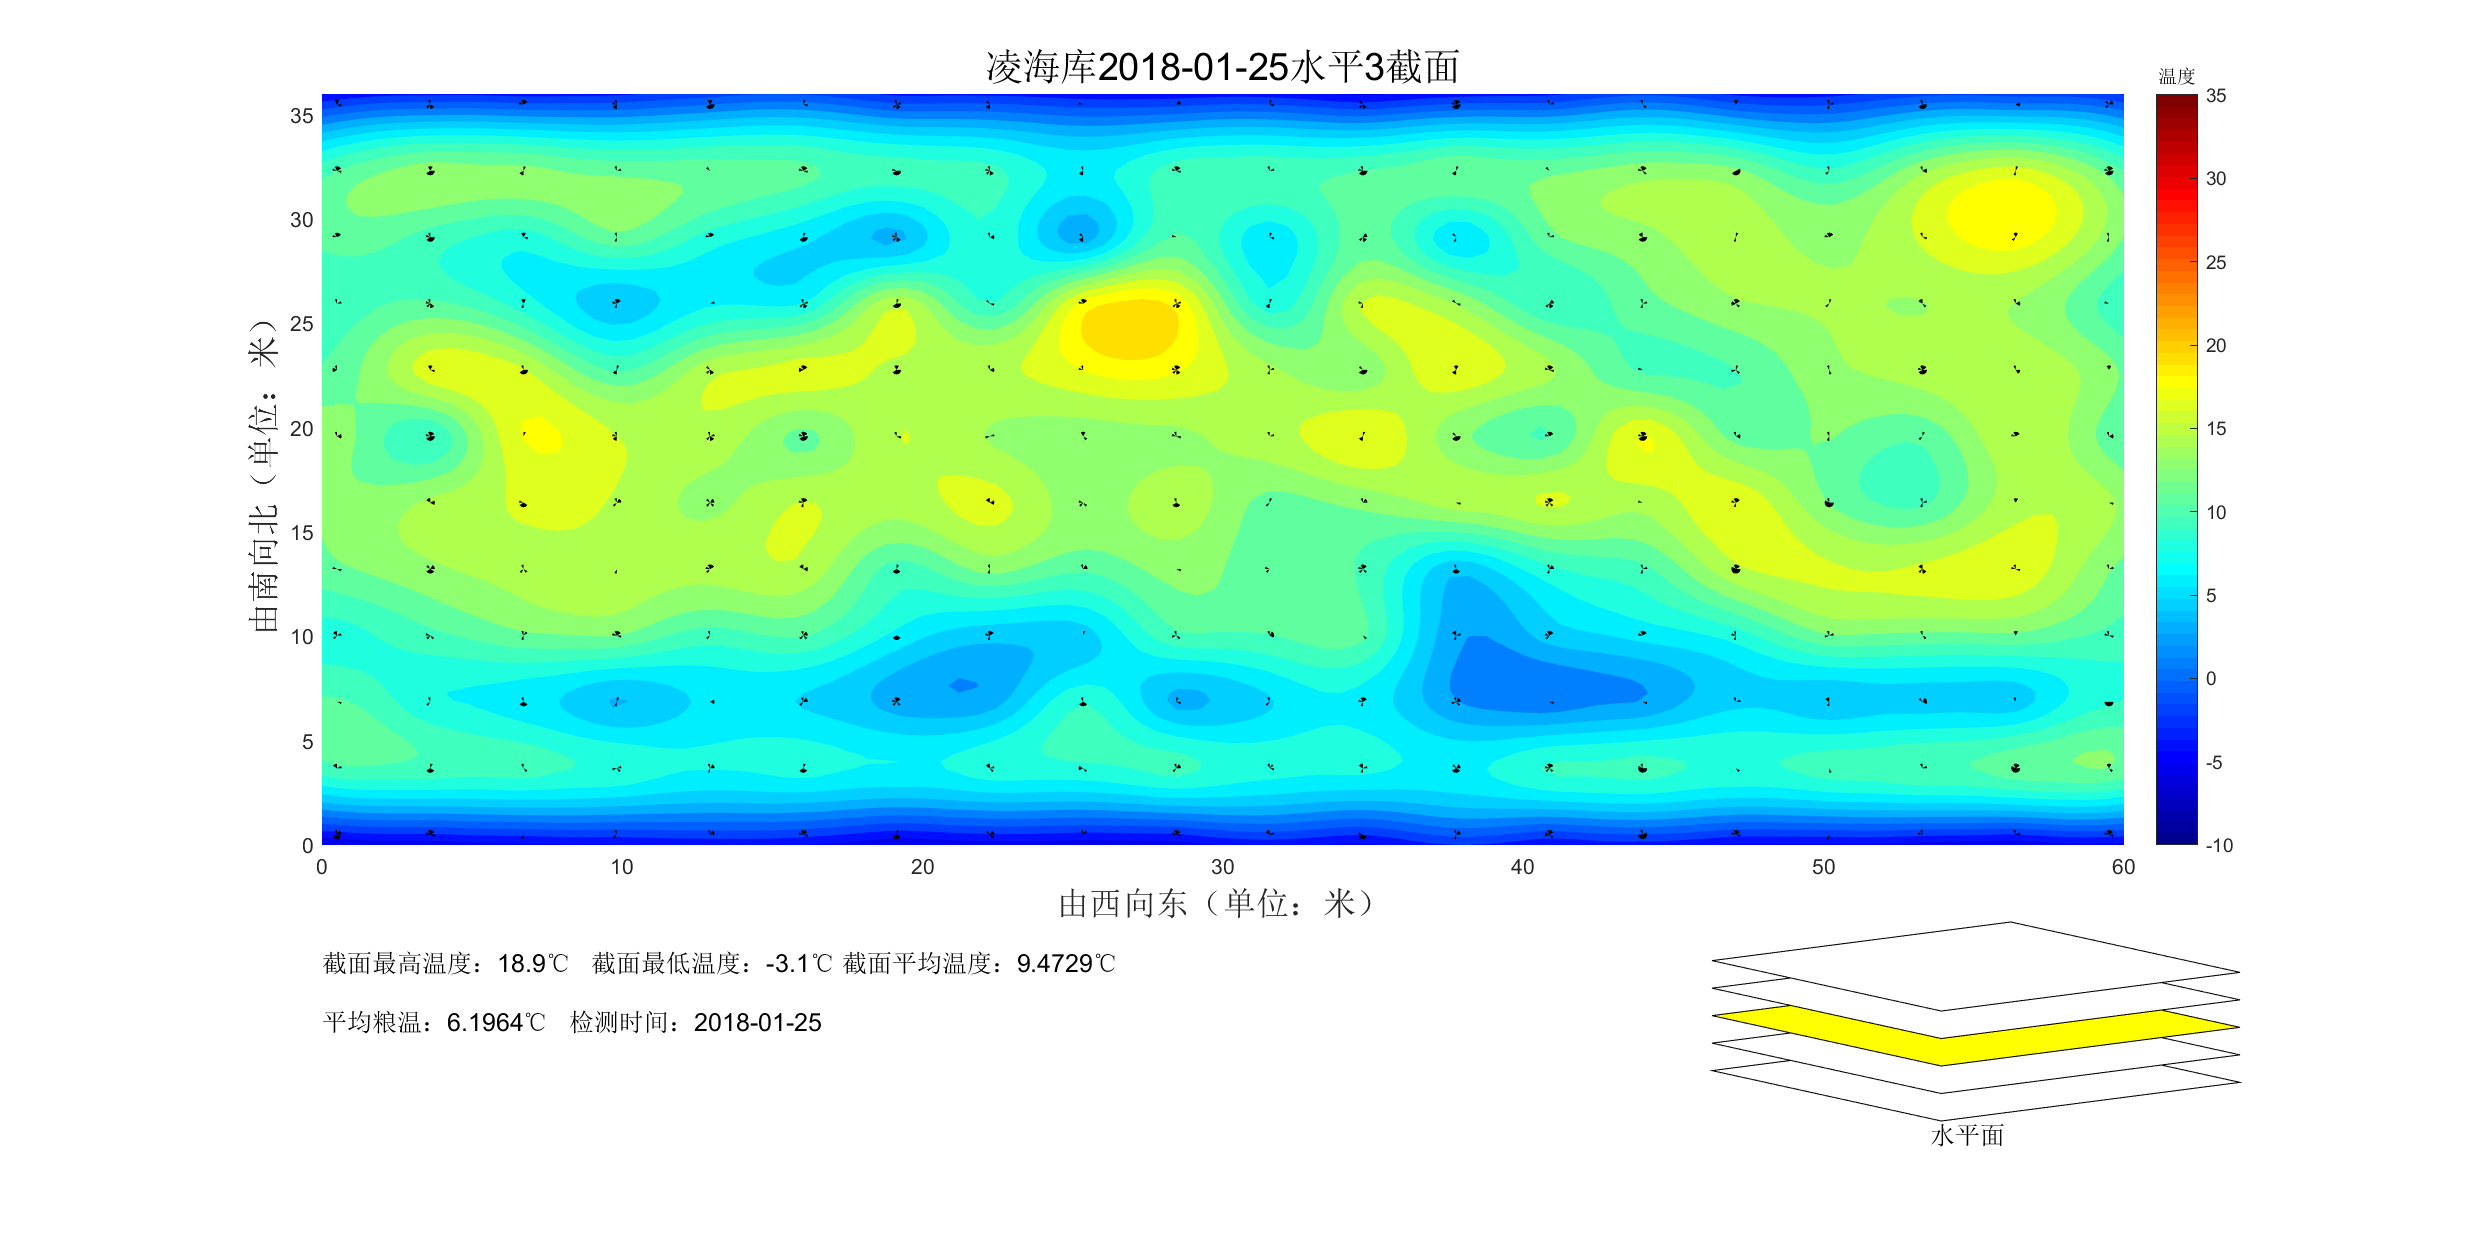 凌海库2018-01-25水平3截面
温度
35
30
25
20
15
10
5
0
-5
-10
35
30
25
20
15
10
5
0
由南向北（单位：米）
0 10 20 30 40 50 60
由西向东（单位：米）
截面最高温度：18.9℃ 截面最低温度：-3.1℃ 截面平均温度：9.4729℃
平均粮温：6.1964℃ 检测时间：2018-01-25
水平面